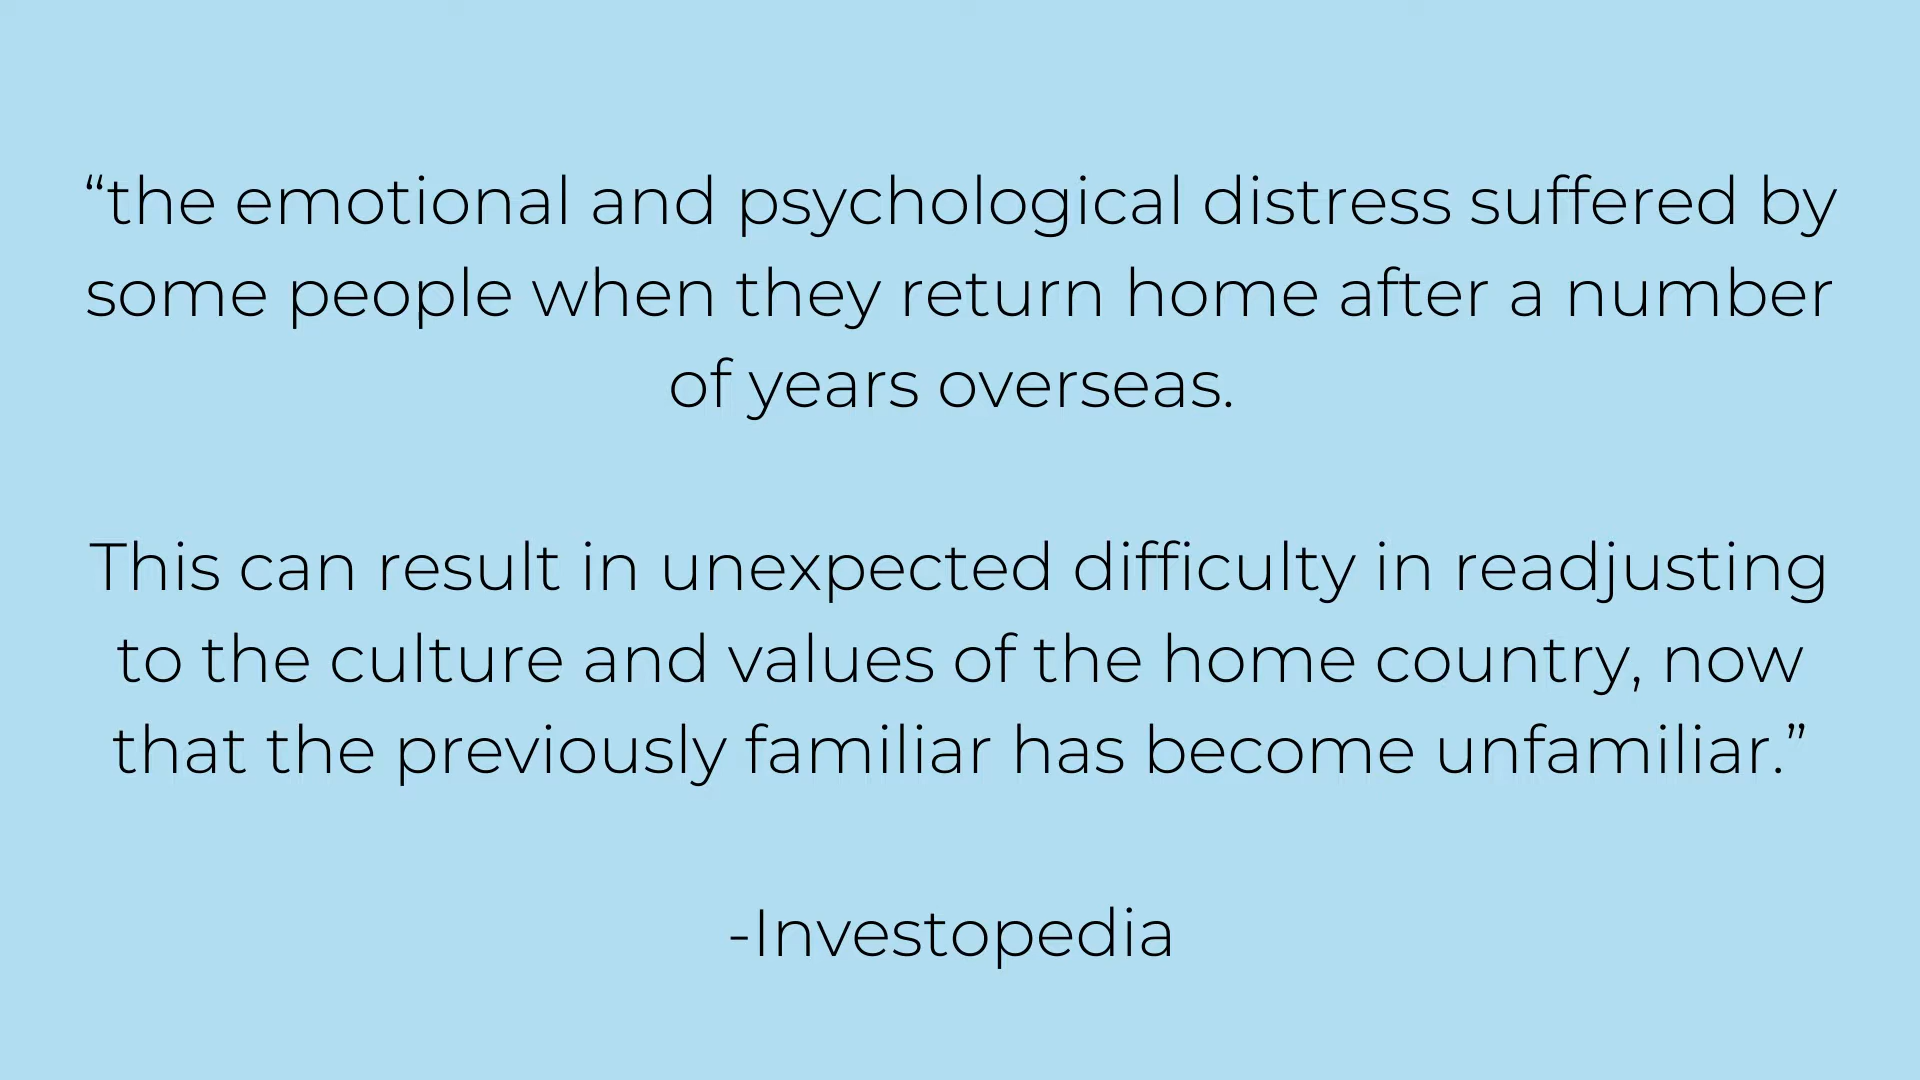 “the emotional and psychological distress suffered by
some people when they return home after a number
of years overseas.
This can result in unexpected difficulty in readjusting
to the culture and values of the home country, now
that the previously familiar has become unfamiliar.”
-Investopedia